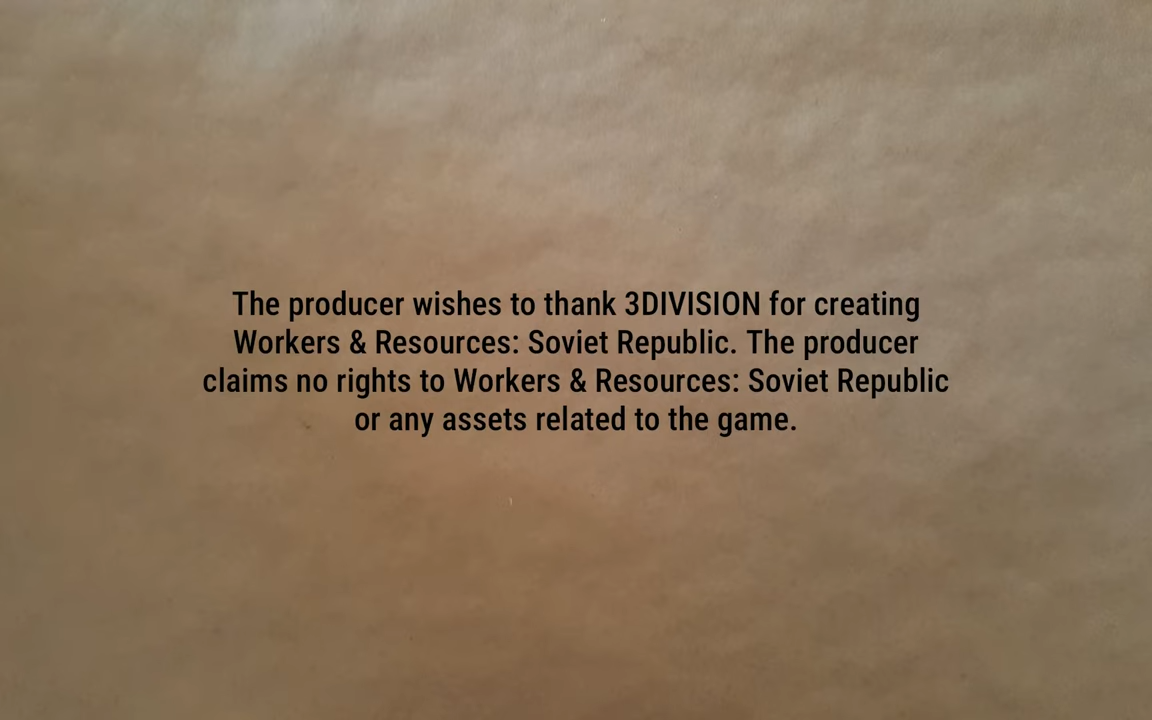 The producer wishes to thank 3DIVISION for creating
Workers & Resources: Soviet Republic. The producer
claims no rights to Workers & Resources: Soviet Republic
or any assets related to the game.